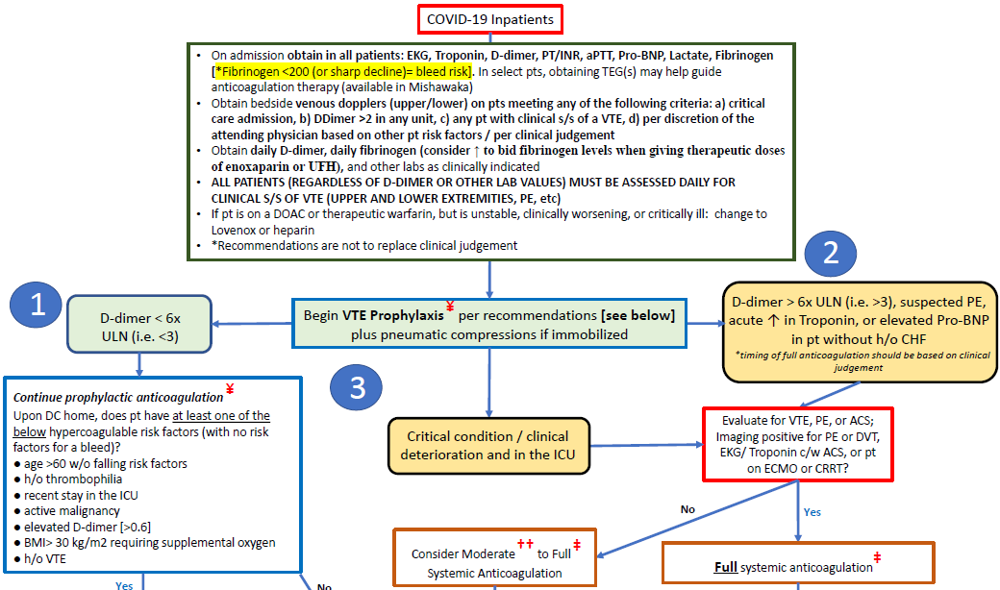 COVID-19 Inpatients
• On admission obtain in all patients: EKG, Troponin, D-dimer, PT/INR, aPTT, Pro-BNP, Lactate, Fibrinogen
[*Fibrinogen <200 (or sharp decline)= bleed risk]. In select pts, obtaining TEG(s) may help guide
anticoagulation therapy (available in Mishawaka)
• Obtain bedside venous dopplers (upper/lower) on pts meeting any of the following criteria: a) critical
care admission, b) DDimer >2 in any unit, c) any pt with clinical s/s of a VTE, d) per discretion of the
attending physician based on other pt risk factors / per clinical judgement
• Obtain daily D-dimer, daily fibrinogen (consider ↑ to bid fibrinogen levels when giving therapeutic doses
of enoxaparin or UFH), and other labs as clinically indicated
• ALL PATIENTS (REGARDLESS OF D-DIMER OR OTHER LAB VALUES) MUST BE ASSESSED DAILY FOR
CLINICAL S/S OF VTE (UPPER AND LOWER EXTREMITIES, PE, etc)
• If pt is on a DOAC or therapeutic warfarin, but is unstable, clinically worsening, or critically ill:  change to
Lovenox or heparin
• *Recommendations are not to replace clinical judgement
1
D-dimer < 6x
ULN (i.e. <3)
Begin VTE Prophylaxis ¥ per recommendations [see below]
plus pneumatic compressions if immobilized
2
D-dimer > 6x ULN (i.e. >3), suspected PE,
acute ↑ in Troponin, or elevated Pro-BNP
in pt without h/o CHF
*timing of full anticoagulation should be based on clinical
judgement
Continue prophylactic anticoagulation ¥
Upon DC home, does pt have at least one of the
below hypercoagulable risk factors (with no risk
factors for a bleed)?
● age >60 w/o falling risk factors
● h/o thrombophilia
● recent stay in the ICU
● active malignancy
● elevated D-dimer [>0.6]
● BMI> 30 kg/m2 requiring supplemental oxygen
● h/o VTE
3
Critical condition / clinical
deterioration and in the ICU
Evaluate for VTE, PE, or ACS;
Imaging positive for PE or DVT,
EKG/ Troponin c/w ACS, or pt
on ECMO or CRRT?
No
Yes
Consider Moderate †† to Full ‡
Systemic Anticoagulation
Full systemic anticoagulation ‡
Yes
No